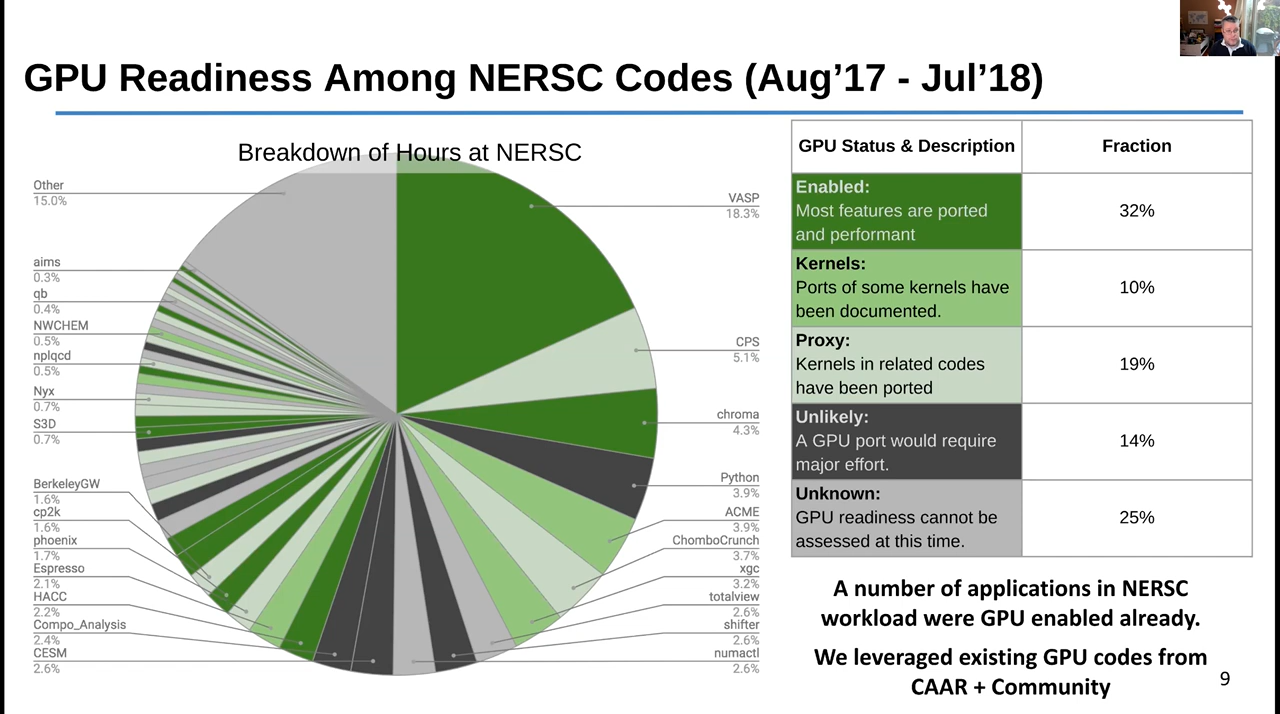 GPU Readiness Among NERSC Codes (Aug’17 - Jul’18)
Breakdown of Hours at NERSC
Other
15.0%
aims
0.3%
qb
0.4%
NWCHEM
0.5%
nplqcd
0.5%
Nyx
0.7%
S3D
0.7%
BerkeleyGW
1.6%
cp2k
1.6%
phoenix
1.7%
Espresso
2.1%
HACC
2.2%
Compo_Analysis
2.4%
CESM
2.6%
VASP
18.3%
CPS
5.1%
chroma
4.3%
Python
3.9%
ACME
3.9%
ChomboCrunch
3.7%
xgc
3.2%
totalview
2.6%
shifter
2.6%
numactl
2.6%
GPU Status & Description Fraction
Enabled:
Most features are ported
and performant
32%
Kernels:
Ports of some kernels have
been documented.
10%
Proxy:
Kernels in related codes
have been ported
19%
Unlikely:
A GPU port would require
major effort.
14%
Unknown:
GPU readiness cannot be
assessed at this time.
25%
A number of applications in NERSC
workload were GPU enabled already.
We leveraged existing GPU codes from
CAAR + Community
9